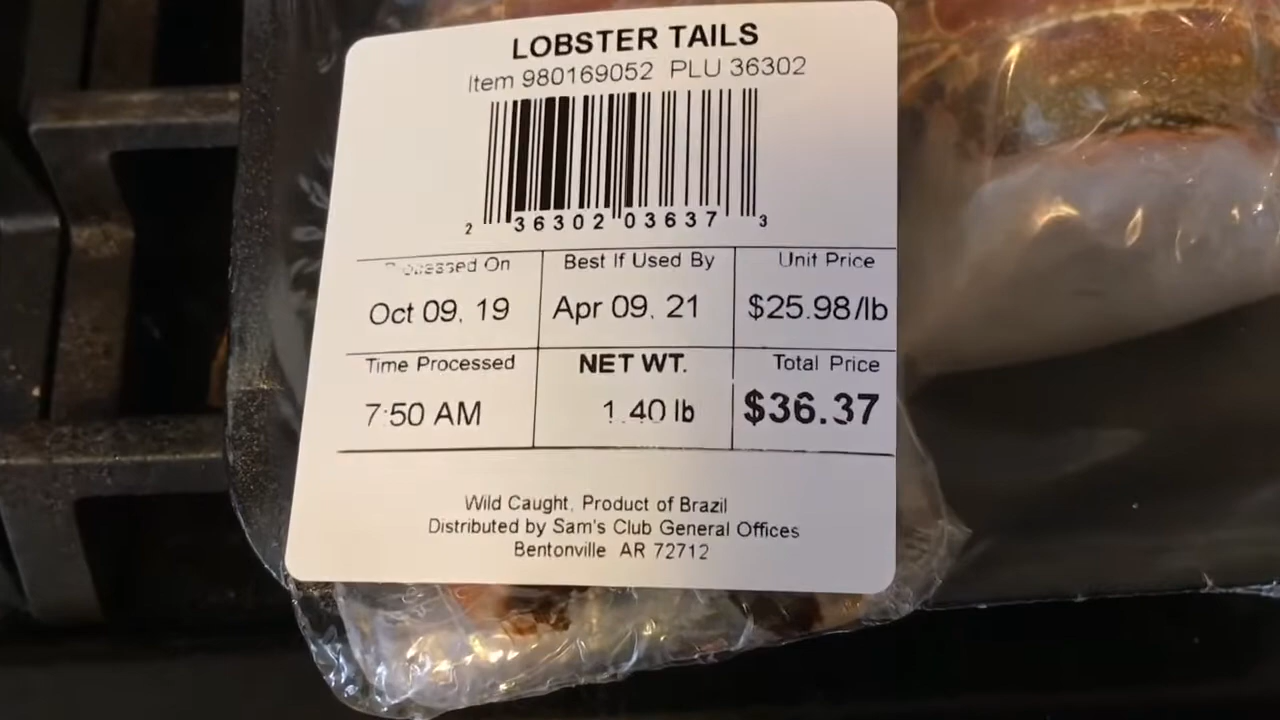 LOBSTER TAILS
Item 980169052 PLU 36302
2 36302 03637 3
Processed On Best If Used By Unit Price
Oct 09, 19 Apr 09, 21 $25.98/lb
Time Processed NET WT. Total Price
7:50 AM 1.40 lb $36.37
Wild Caught, Product of Brazil
Distributed by Sam's Club General Offices
Bentonville AR 72712